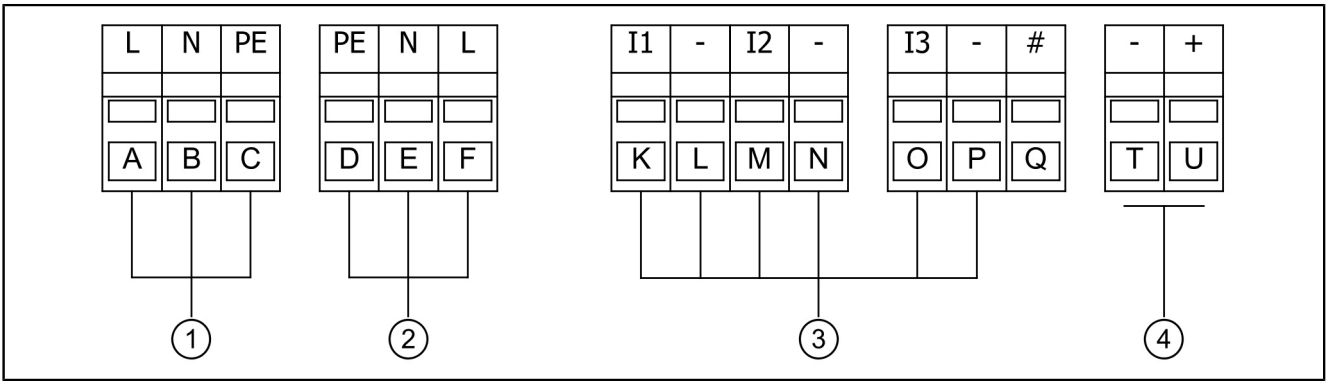 L N PE PE N L I1 - I2 - I3 - # - +
A B C D E F K L M N O P Q T U
1 2 3 4